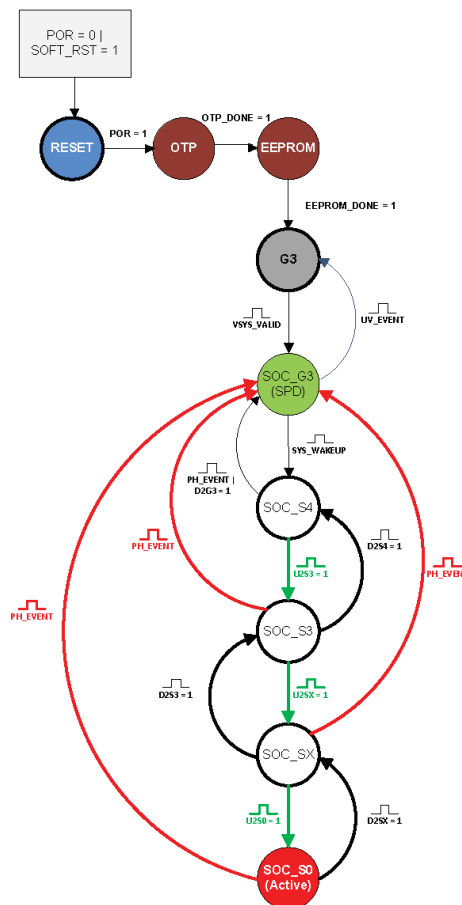 POR = 0 |
SOFT_RST = 1
OTP_DONE = 1
POR = 1
RESET
OTP
EEPROM
EEPROM_DONE = 1
G3
VSYS_VALID
UV_EVENT
SOC_G3
(SPD)
SYS_WAKEUP
PH_EVENT |
D2G3 = 1
SOC_S4
PH_EVENT
U2S3 = 1
D2S4 = 1
PH_EVENT
PH_EVENT
SOC_S3
D2S3 = 1
U2SX = 1
SOC_SX
U2S0 = 1
D2SX = 1
SOC_S0
(Active)